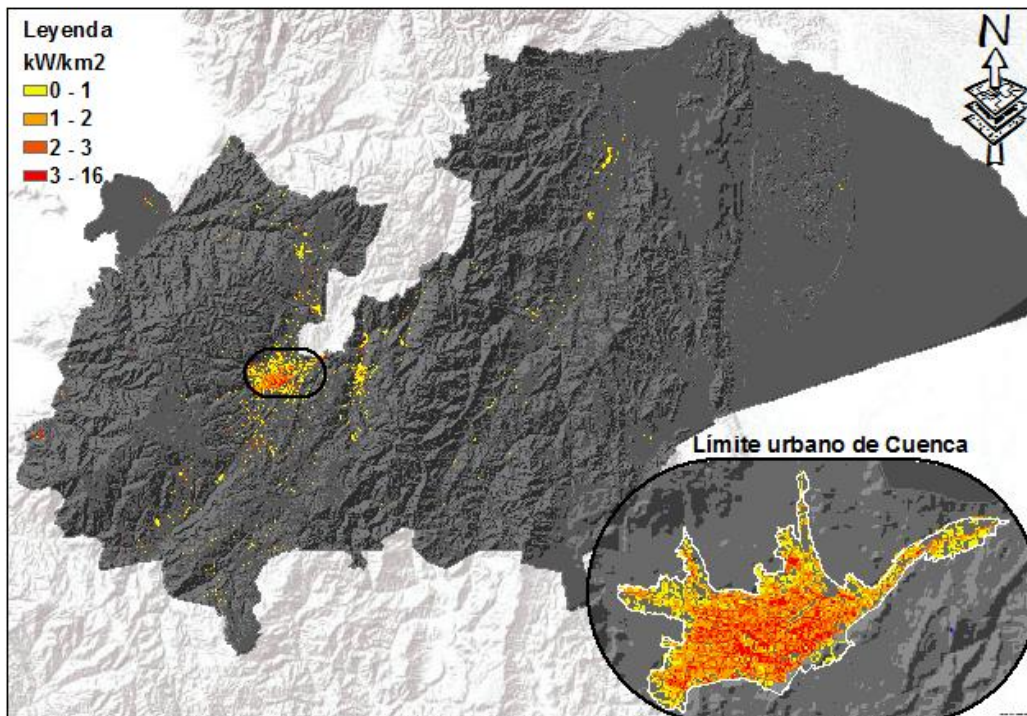 Leyenda
kW/km2
0 - 1
1 - 2
2 - 3
3 - 16
N
Límite urbano de Cuenca